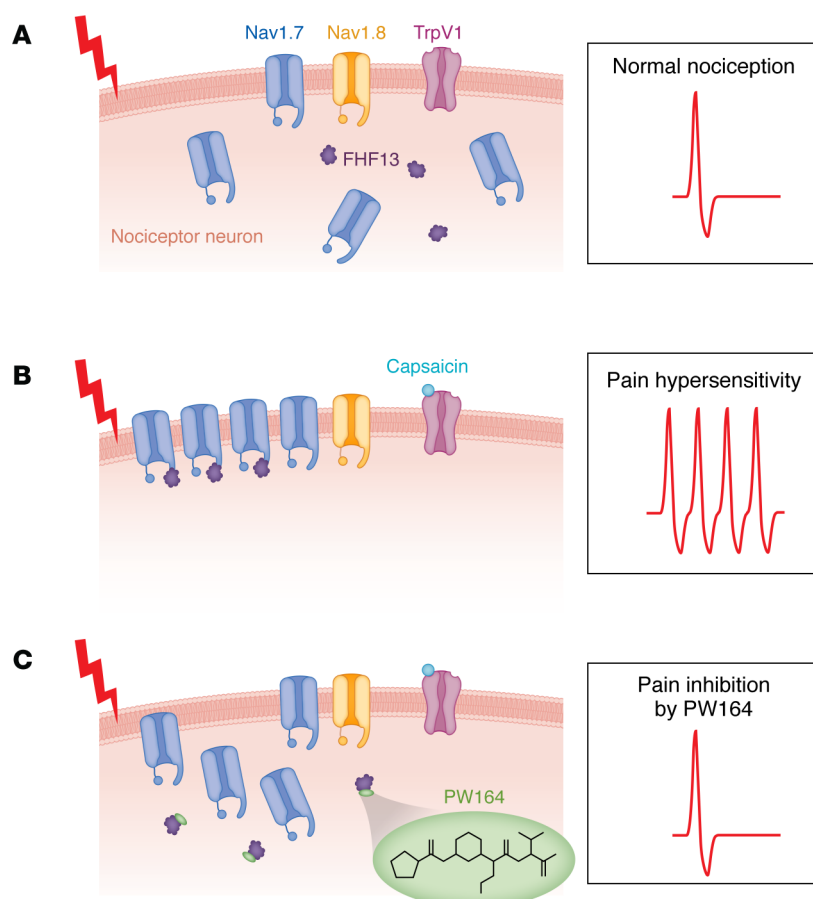 A
Nav1.7 Nav1.8 TrpV1
FHF13
Nociceptor neuron
Normal nociception
B
Capsaicin
Pain hypersensitivity
C
PW164
Pain inhibition
by PW164